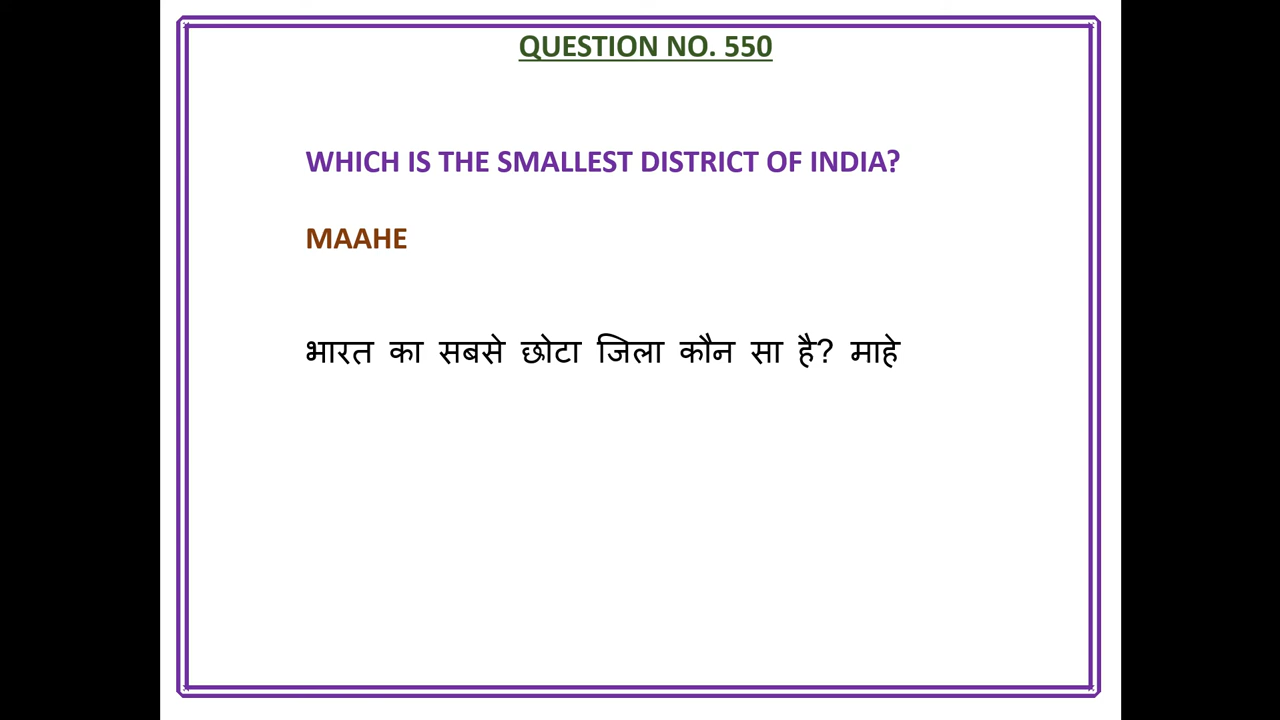 QUESTION NO. 550
WHICH IS THE SMALLEST DISTRICT OF INDIA?
MAAHE
भारत का सबसे छोटा जिला कौन सा है? माहे